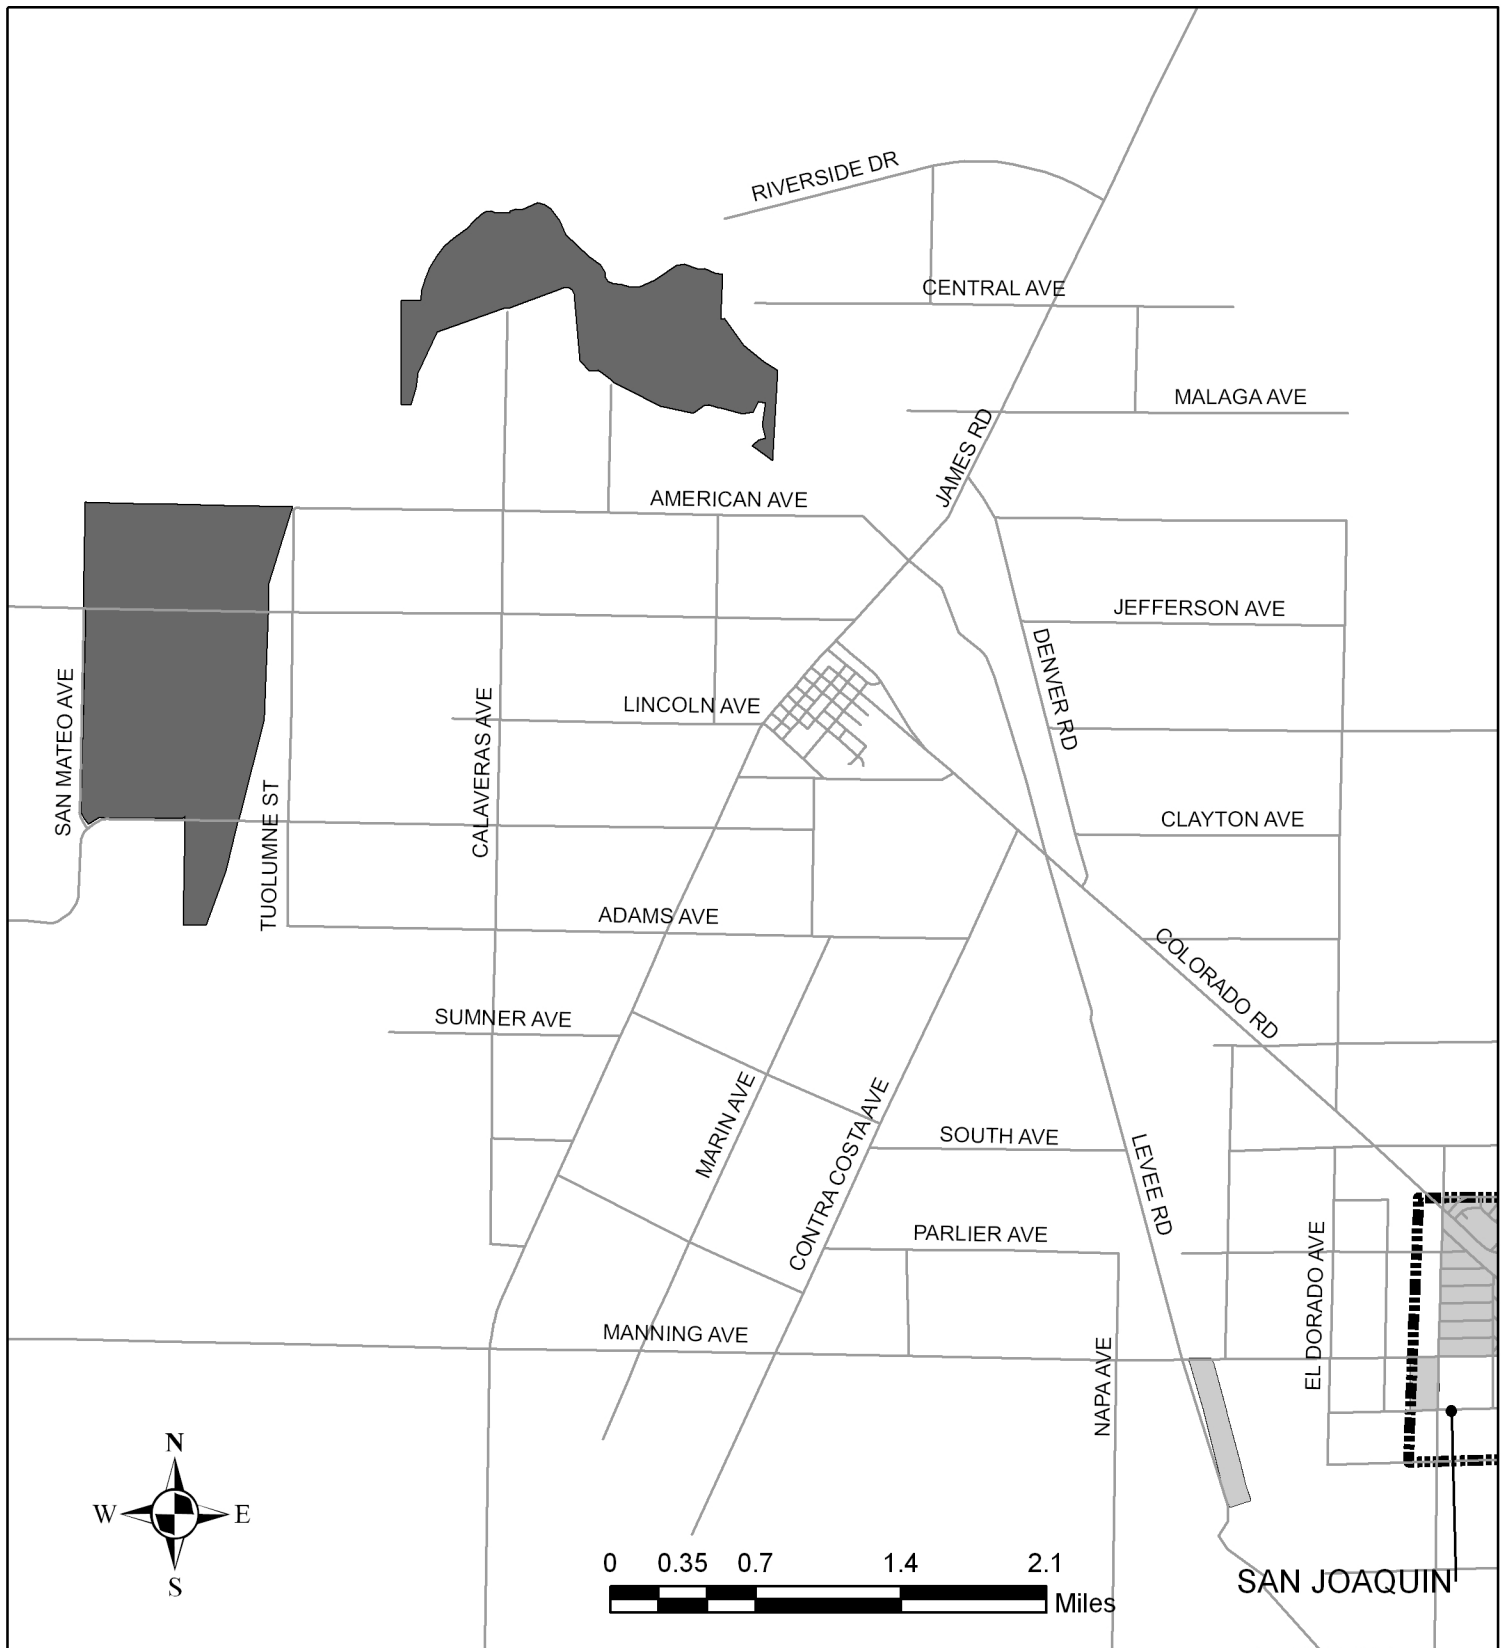 RIVERSIDE DR
CENTRAL AVE
MALAGA AVE
JAMES RD
AMERICAN AVE
JEFFERSON AVE
DENVER RD
SAN MATEO AVE
LINCOLN AVE
CALAVERAS AVE
TUOLUMNE ST
CLAYTON AVE
ADAMS AVE
COLORADO RD
SUMNER AVE
MARIN AVE
CONTRA COSTA AVE
SOUTH AVE
LEVEE RD
PARLIER AVE
EL DORADO AVE
MANNING AVE
NAPA AVE
N
W E
S
0 0.35 0.7 1.4 2.1
Miles
SAN JOAQUIN